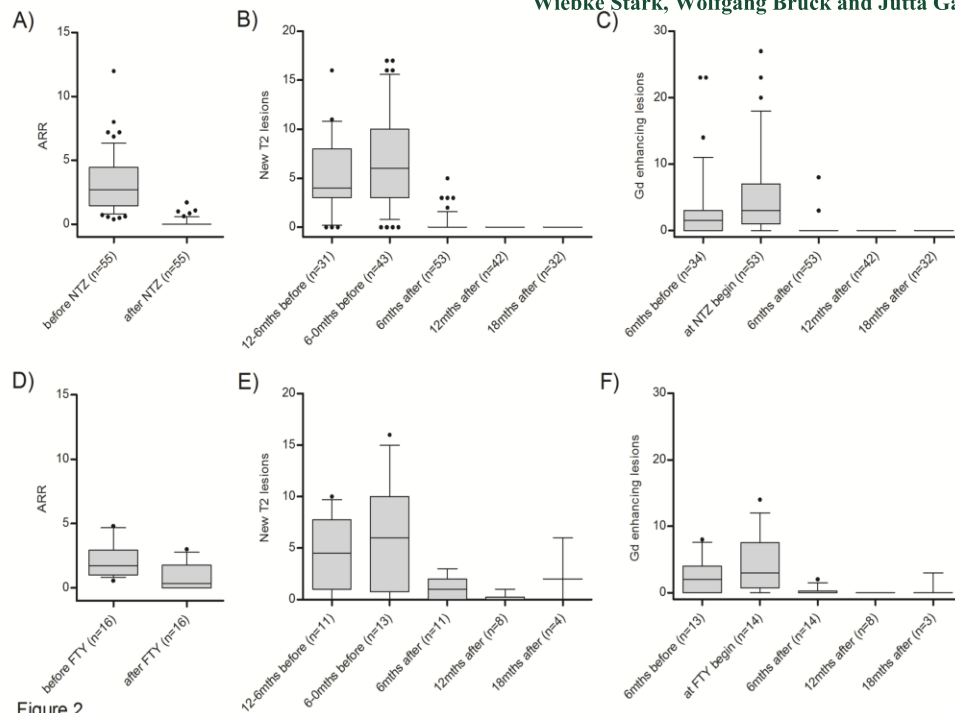 Wiebke Stark, Wolfgang Brück and Jutta Ga
A)
15
10
5
0
ARR
before NTZ (n=55)
after NTZ (n=55)
B)
20
15
10
5
0
New T2 lesions
12-6mths before (n=31)
6-0mths before (n=43)
6mths after (n=53)
12mths after (n=42)
18mths after (n=32)
C)
30
20
10
0
Gd enhancing lesions
6mths before (n=34)
at NTZ begin (n=53)
6mths after (n=53)
12mths after (n=42)
18mths after (n=32)
D)
15
10
5
0
ARR
before FTY (n=16)
after FTY (n=16)
E)
20
15
10
5
0
New T2 lesions
12-6mths before (n=11)
6-0mths before (n=13)
6mths after (n=11)
12mths after (n=8)
18mths after (n=4)
F)
30
20
10
0
Gd enhancing lesions
6mths before (n=13)
at FTY begin (n=14)
6mths after (n=14)
12mths after (n=8)
18mths after (n=3)
Figure 2